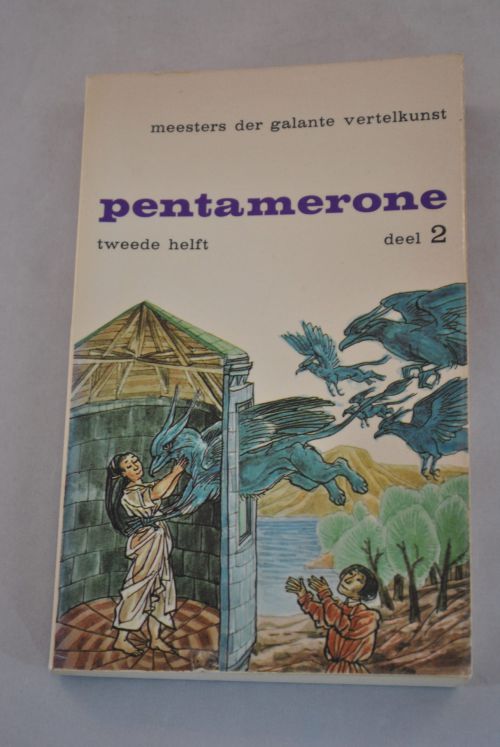 meesters der galante vertelkunst
pentamerone
tweede helft deel 2